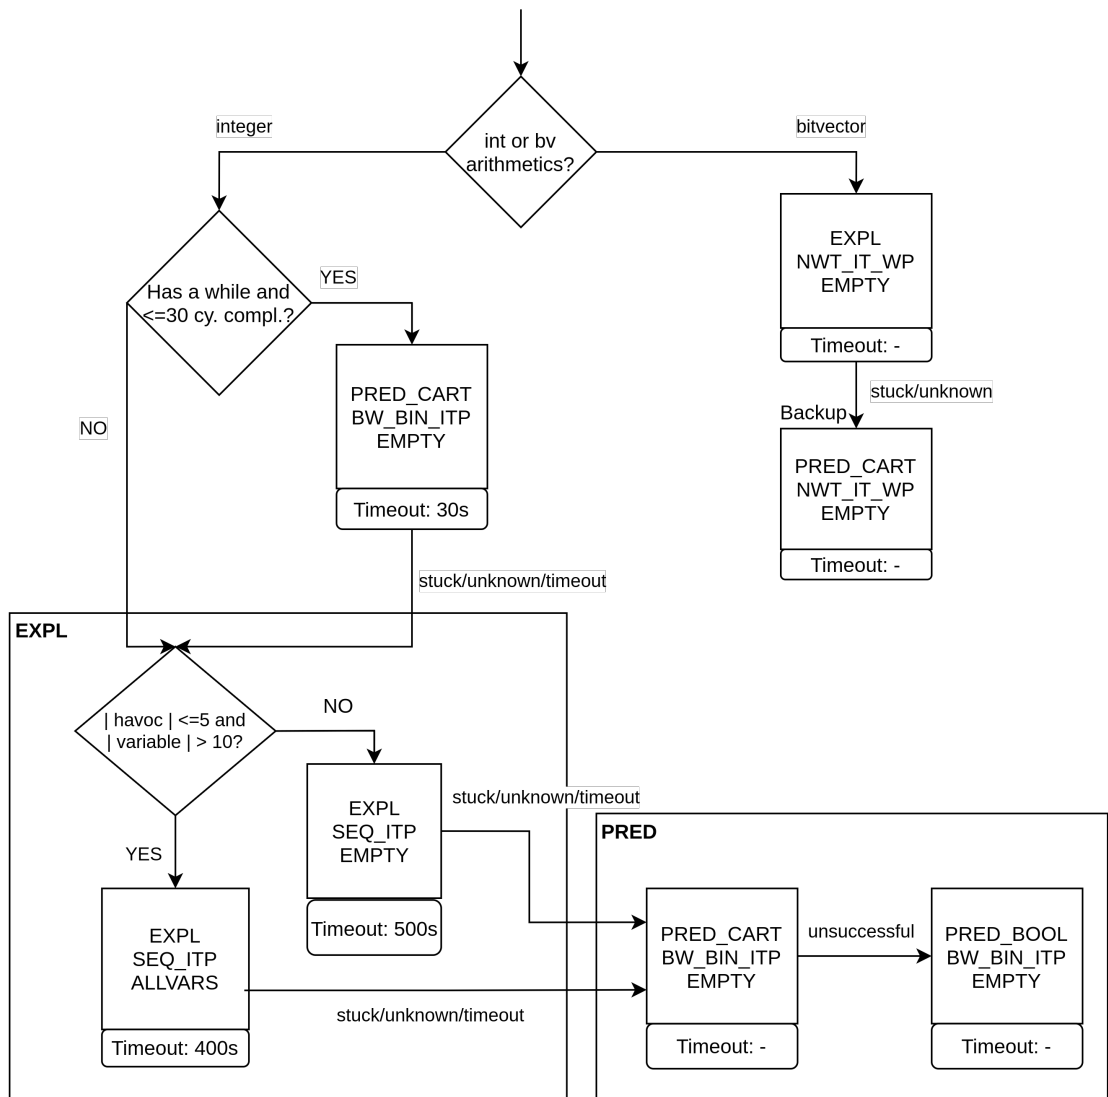 int or bv
arithmetics?
integer
bitvector
Has a while and
<=30 cy. compl.?
YES
NO
PRED_CART
BW_BIN_ITP
EMPTY
Timeout: 30s
stuck/unknown/timeout
EXPL
NWT_IT_WP
EMPTY
Timeout: -
stuck/unknown
Backup
PRED_CART
NWT_IT_WP
EMPTY
Timeout: -
EXPL
| havoc | <=5 and
| variable | > 10?
NO
YES
EXPL
SEQ_ITP
EMPTY
Timeout: 500s
stuck/unknown/timeout
EXPL
SEQ_ITP
ALLVARS
Timeout: 400s
stuck/unknown/timeout
PRED
PRED_CART
BW_BIN_ITP
EMPTY
Timeout: -
unsuccessful
PRED_BOOL
BW_BIN_ITP
EMPTY
Timeout: -